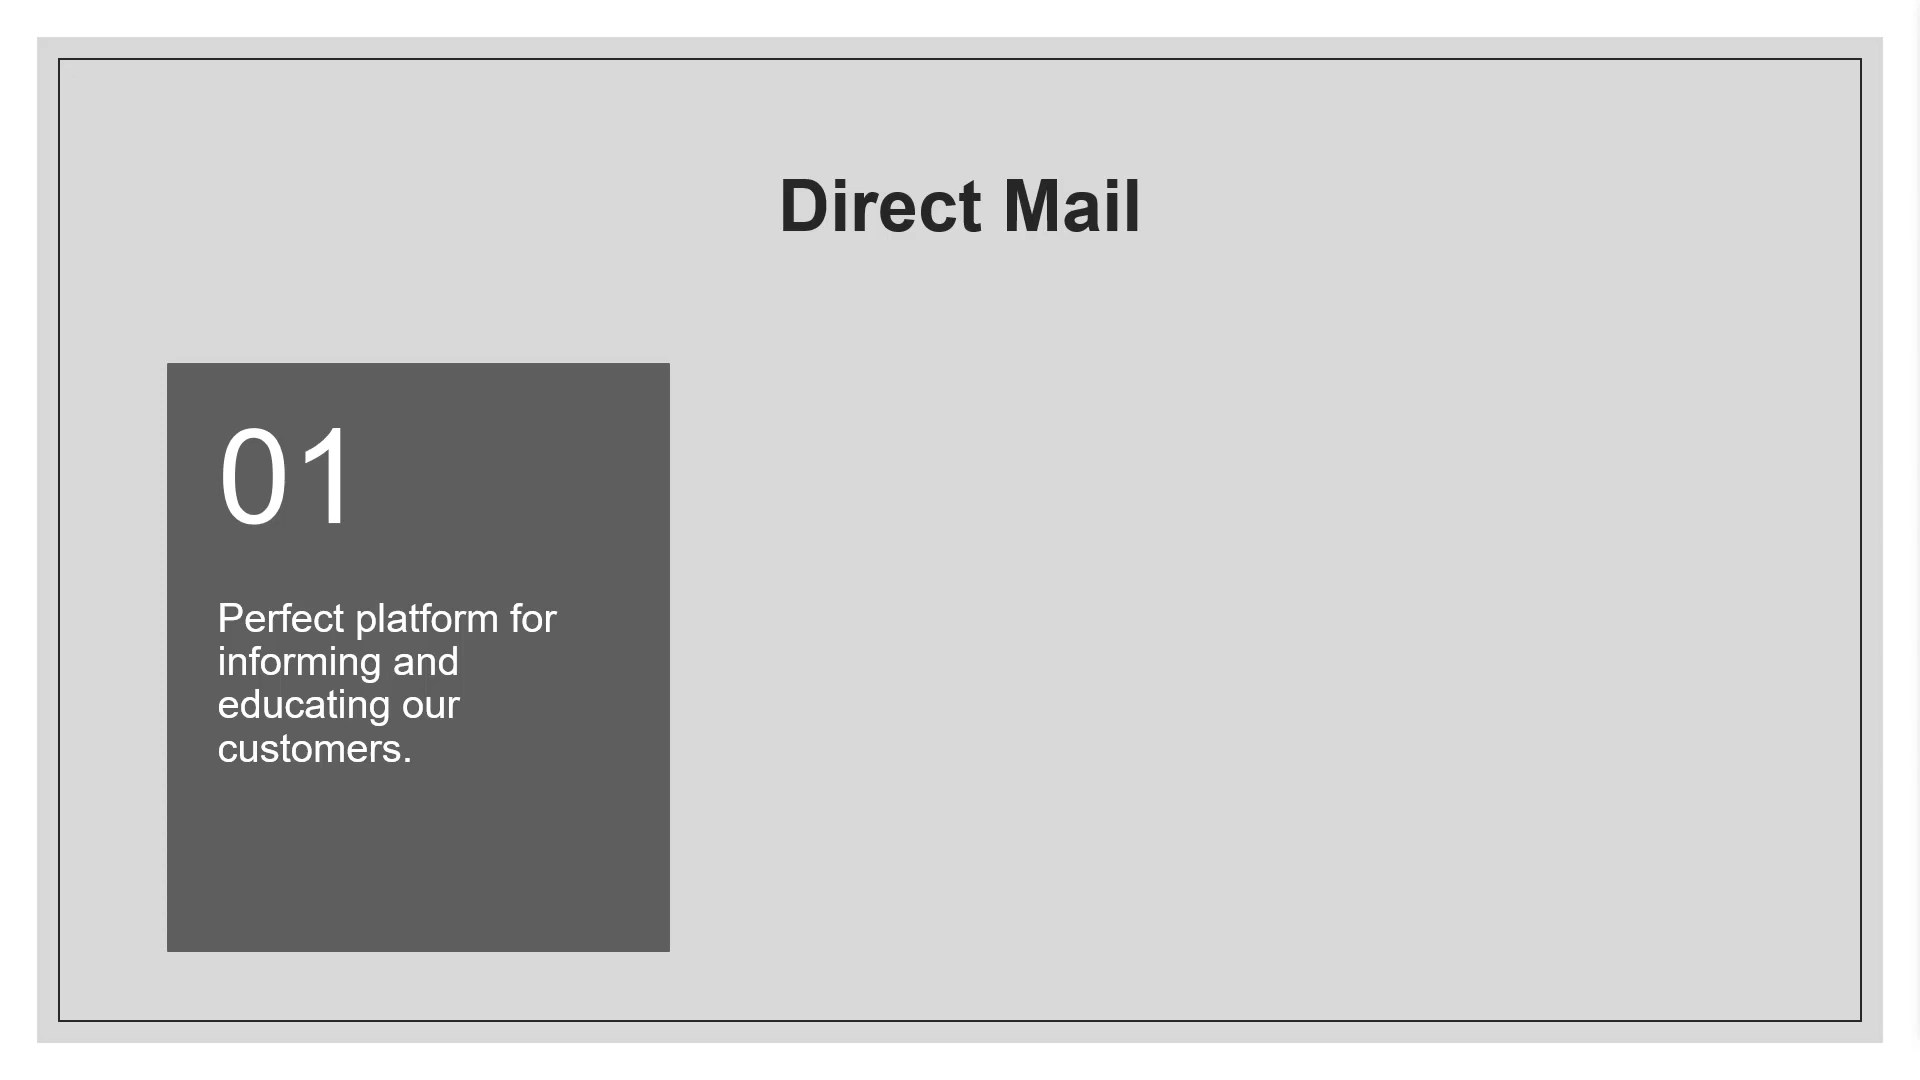 Direct Mail
01
Perfect platform for
informing and
educating our
customers.